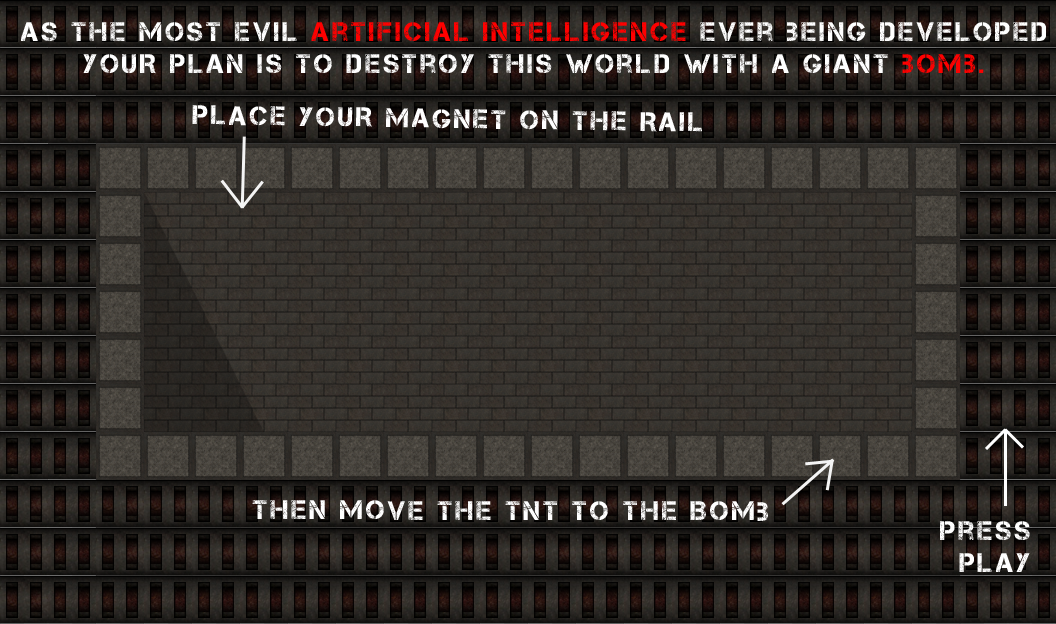 AS THE MOST EVIL ARTIFICIAL INTELLIGENCE EVER BEING DEVELOPED
YOUR PLAN IS TO DESTROY THIS WORLD WITH A GIANT BOMB.
PLACE YOUR MAGNET ON THE RAIL
THEN MOVE THE TNT TO THE BOMB
PRESS
PLAY